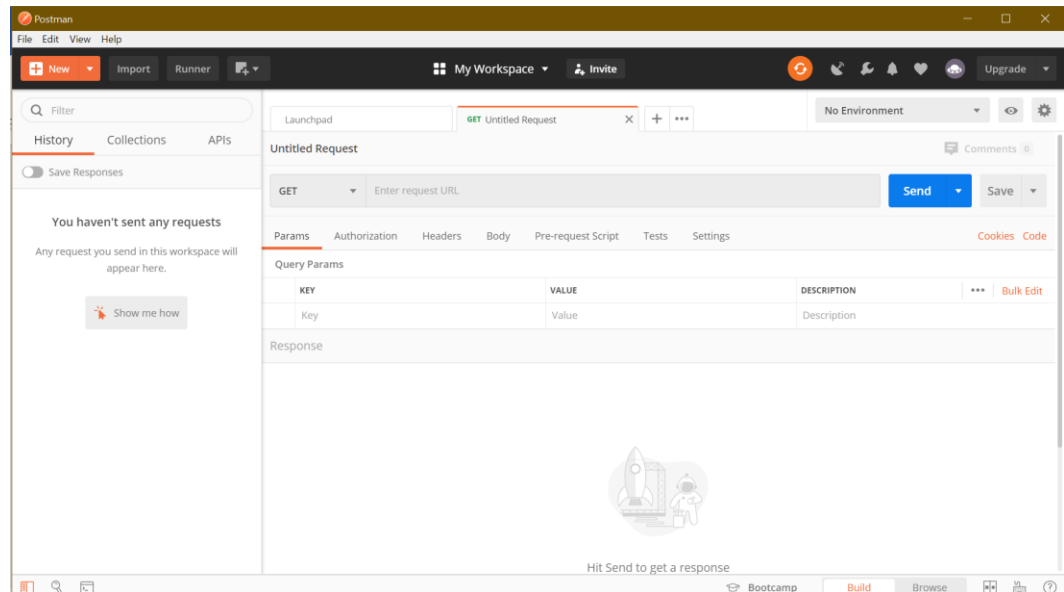 Postman
File Edit View Help
New Import Runner My Workspace Invite Upgrade
Filter
History Collections APIs
Save Responses
You haven't sent any requests
Any request you send in this workspace will
appear here.
Show me how
Launchpad GET Untitled Request No Environment
Untitled Request Comments 0
GET Enter request URL Send Save
Params Authorization Headers Body Pre-request Script Tests Settings Cookies Code
Query Params
KEY VALUE DESCRIPTION Bulk Edit
Key Value Description
Response
Hit Send to get a response
Bootcamp Build Browse